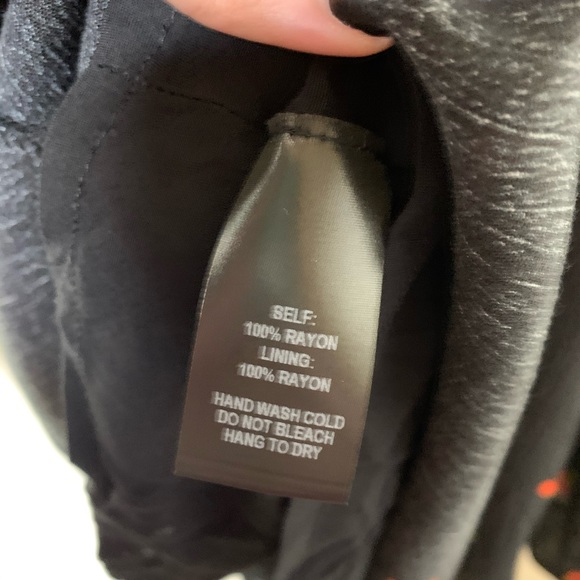 SELF:
100% RAYON
LINING:
100% RAYON
HAND WASH COLD
DO NOT BLEACH
HANG TO DRY